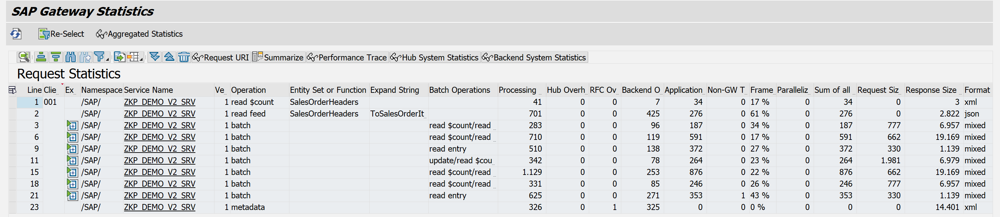 SAP Gateway Statistics
Re-Select Aggregated Statistics
Request URI Summarize Performance Trace Hub System Statistics Backend System Statistics
Request Statistics
Line Clie Ex Namespace Service Name Ve Operation Entity Set or Function Expand String Batch Operations Processing Hub Overh RFC Ov Backend O Application Non-GW T Frame Paralleliz Sum of all Request Siz Response Size Format
1 001 /SAP/ ZKP_DEMO_V2_SRV 1 read $count SalesOrderHeaders 41 0 0 7 34 0 17 % 0 34 0 3 xml
2 /SAP/ ZKP_DEMO_V2_SRV 1 read feed SalesOrderHeaders ToSalesOrderIt 701 0 0 425 276 0 61 % 0 276 0 2.822 json
3 /SAP/ ZKP_DEMO_V2_SRV 1 batch read $count/read 283 0 0 96 187 0 34 % 0 187 777 6.957 mixed
6 /SAP/ ZKP_DEMO_V2_SRV 1 batch read $count/read 710 0 0 119 591 0 17 % 0 591 662 19.169 mixed
9 /SAP/ ZKP_DEMO_V2_SRV 1 batch read entry 510 0 0 138 372 0 27 % 0 372 330 1.139 mixed
11 /SAP/ ZKP_DEMO_V2_SRV 1 batch update/read $cou 342 0 0 78 264 0 23 % 0 264 1.981 6.979 mixed
15 /SAP/ ZKP_DEMO_V2_SRV 1 batch read $count/read 1.129 0 0 253 876 0 22 % 0 876 662 19.169 mixed
18 /SAP/ ZKP_DEMO_V2_SRV 1 batch read $count/read 331 0 0 85 246 0 26 % 0 246 777 6.957 mixed
21 /SAP/ ZKP_DEMO_V2_SRV 1 batch read entry 625 0 0 271 353 1 43 % 0 353 330 1.139 mixed
23 /SAP/ ZKP_DEMO_V2_SRV 1 metadata 326 0 1 325 0 0 0 % 0 0 0 14.401 xml